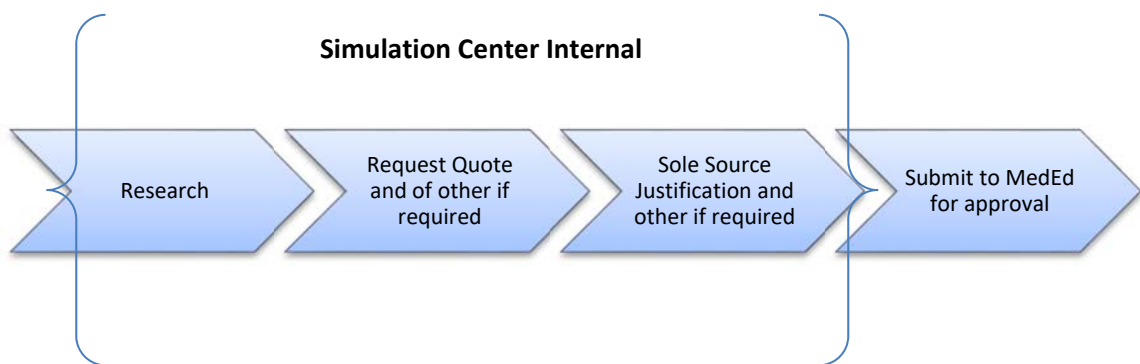 Simulation Center Internal
Research
Request Quote
and of other if
required
Sole Source
Justification and
other if required
Submit to MedEd
for approval